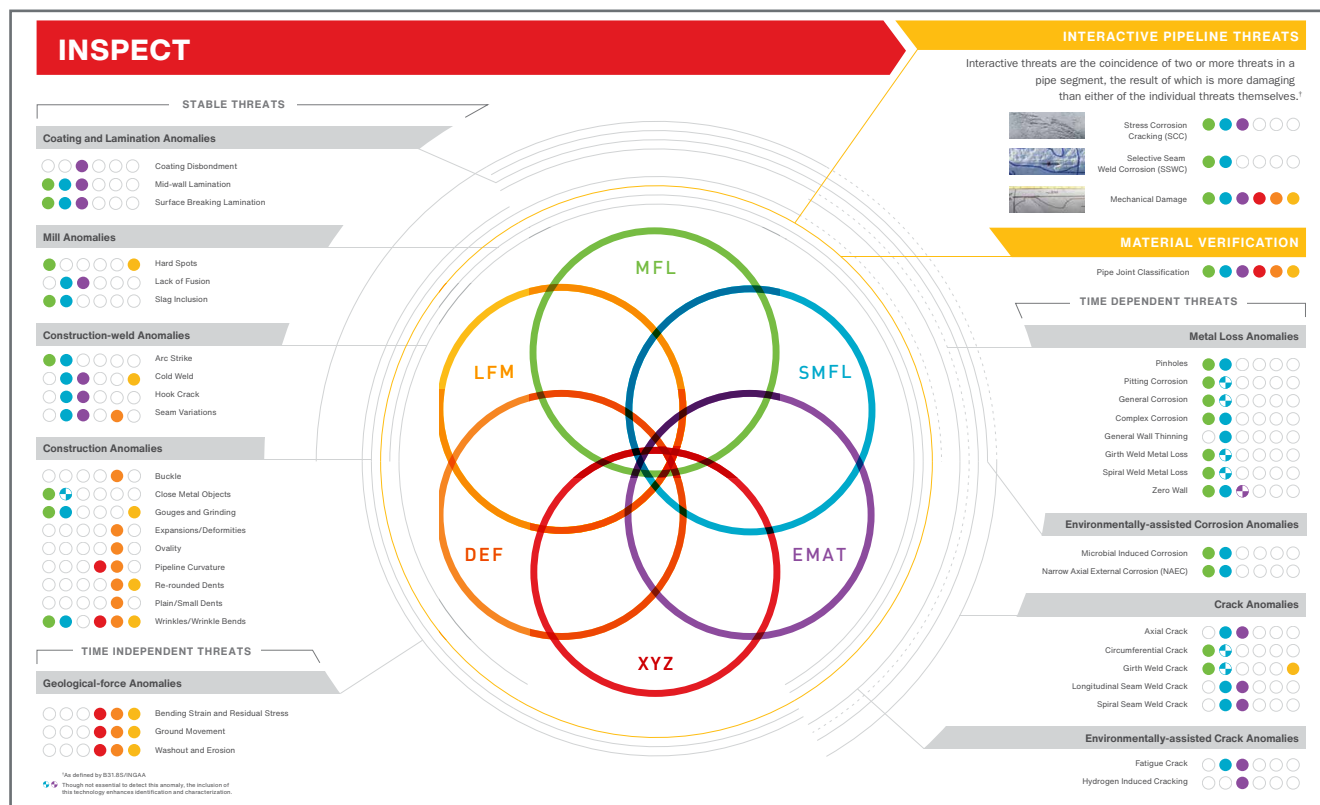 INSPECT
STABLE THREATS
Coating and Lamination Anomalies
Coating Disbondment
Mid-wall Lamination
Surface Breaking Lamination
Mill Anomalies
Hard Spots
Lack of Fusion
Slag Inclusion
Construction-weld Anomalies
Arc Strike
Cold Weld
Hook Crack
Seam Variations
Construction Anomalies
Buckle
Close Metal Objects
Gouges and Grinding
Expansions/Deformities
Ovality
Pipeline Curvature
Re-rounded Dents
Plain/Small Dents
Wrinkles/Wrinkle Bends
TIME INDEPENDENT THREATS
Geological-force Anomalies
Bending Strain and Residual Stress
Ground Movement
Washout and Erosion
†As defined by B31.8S/INGAA
Though not essential to detect this anomaly, the inclusion of
this technology enhances identification and characterization.
MFL
LFM
SMFL
DEF
EMAT
XYZ
INTERACTIVE PIPELINE THREATS
Interactive threats are the coincidence of two or more threats in a
pipe segment, the result of which is more damaging
than either of the individual threats themselves.†
Stress Corrosion
Cracking (SCC)
Selective Seam
Weld Corrosion (SSWC)
Mechanical Damage
MATERIAL VERIFICATION
Pipe Joint Classification
TIME DEPENDENT THREATS
Metal Loss Anomalies
Pinholes
Pitting Corrosion
General Corrosion
Complex Corrosion
General Wall Thinning
Girth Weld Metal Loss
Spiral Weld Metal Loss
Zero Wall
Environmentally-assisted Corrosion Anomalies
Microbial Induced Corrosion
Narrow Axial External Corrosion (NAEC)
Crack Anomalies
Axial Crack
Circumferential Crack
Girth Weld Crack
Longitudinal Seam Weld Crack
Spiral Seam Weld Crack
Environmentally-assisted Crack Anomalies
Fatigue Crack
Hydrogen Induced Cracking